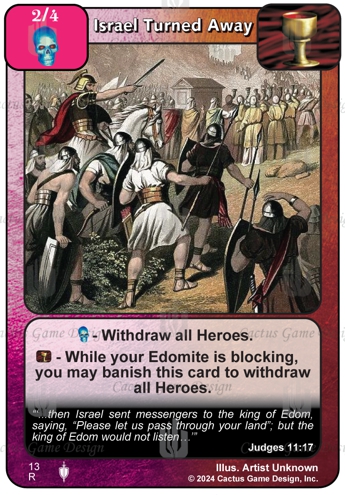 2/4
Israel Turned Away
- Withdraw all Heroes.
- While your Edomite is blocking,
you may banish this card to withdraw
all Heroes.
"'...then Israel sent messengers to the king of Edom,
saying, "Please let us pass through your land"; but the
king of Edom would not listen...'"
Judges 11:17
13
R
Illus. Artist Unknown
© 2024 Cactus Game Design, Inc.